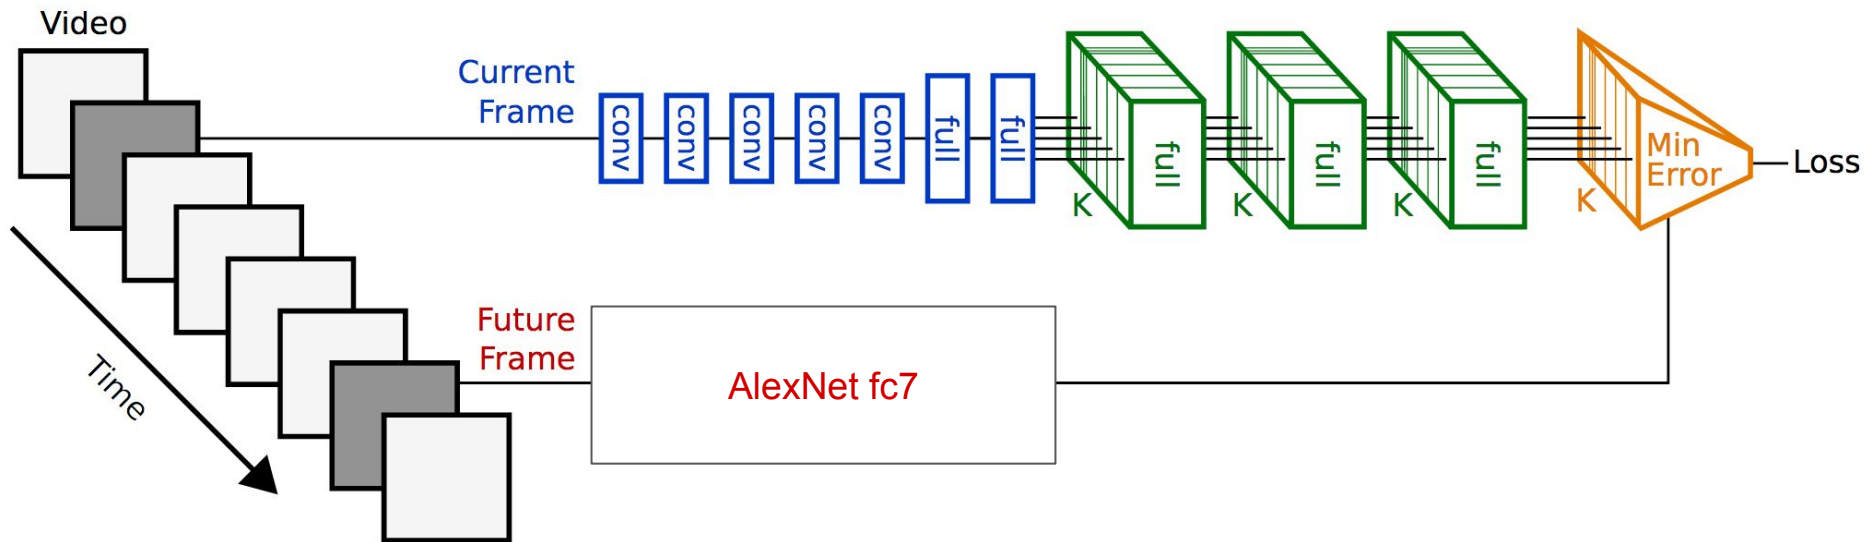 Video
Current
Frame
conv
conv
conv
conv
conv
full
full
full
K
full
K
full
K
Min
Error
K
Loss
Time
Future
Frame
AlexNet fc7